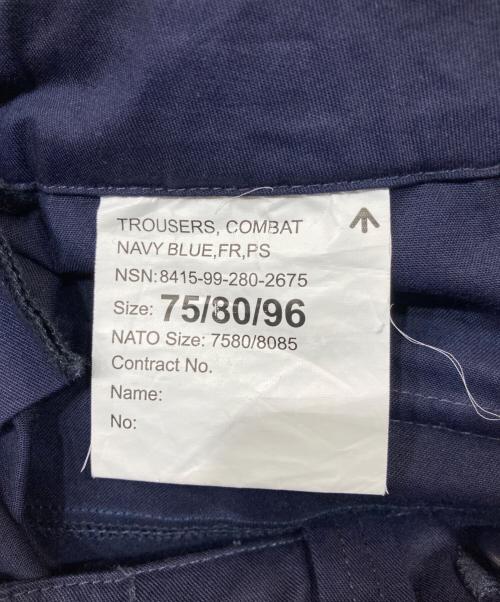 TROUSERS, COMBAT
NAVY BLUE,FR,PS
NSN:8415-99-280-2675
Size: 75/80/96
NATO Size: 7580/8085
Contract No.
Name:
No: